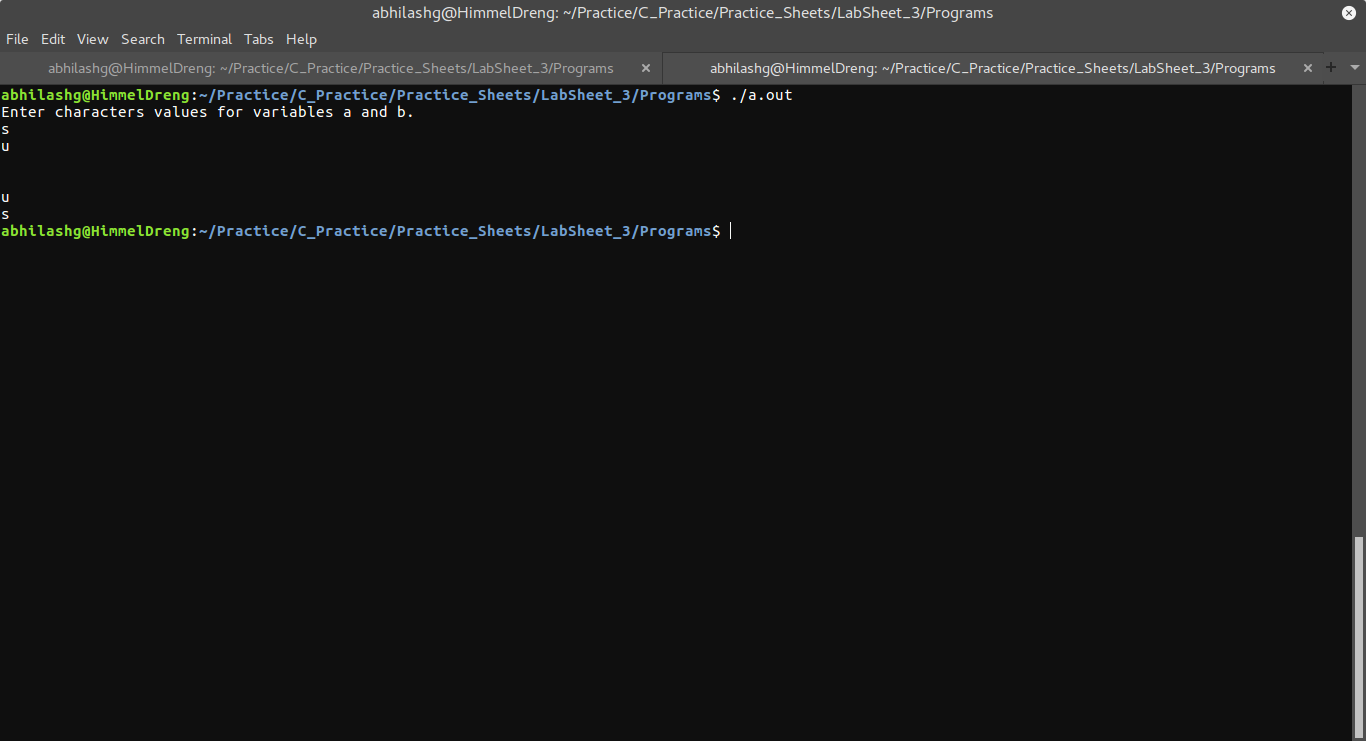 abhilashg@HimmelDreng: ~/Practice/C_Practice/Practice_Sheets/LabSheet_3/Programs
File Edit View Search Terminal Tabs Help
abhilashg@HimmelDreng: ~/Practice/C_Practice/Practice_Sheets/LabSheet_3/Programs
abhilashg@HimmelDreng: ~/Practice/C_Practice/Practice_Sheets/LabSheet_3/Programs
abhilashg@HimmelDreng:~/Practice/C_Practice/Practice_Sheets/LabSheet_3/Programs$ ./a.out
Enter characters values for variables a and b.
s
u
u
s
abhilashg@HimmelDreng:~/Practice/C_Practice/Practice_Sheets/LabSheet_3/Programs$